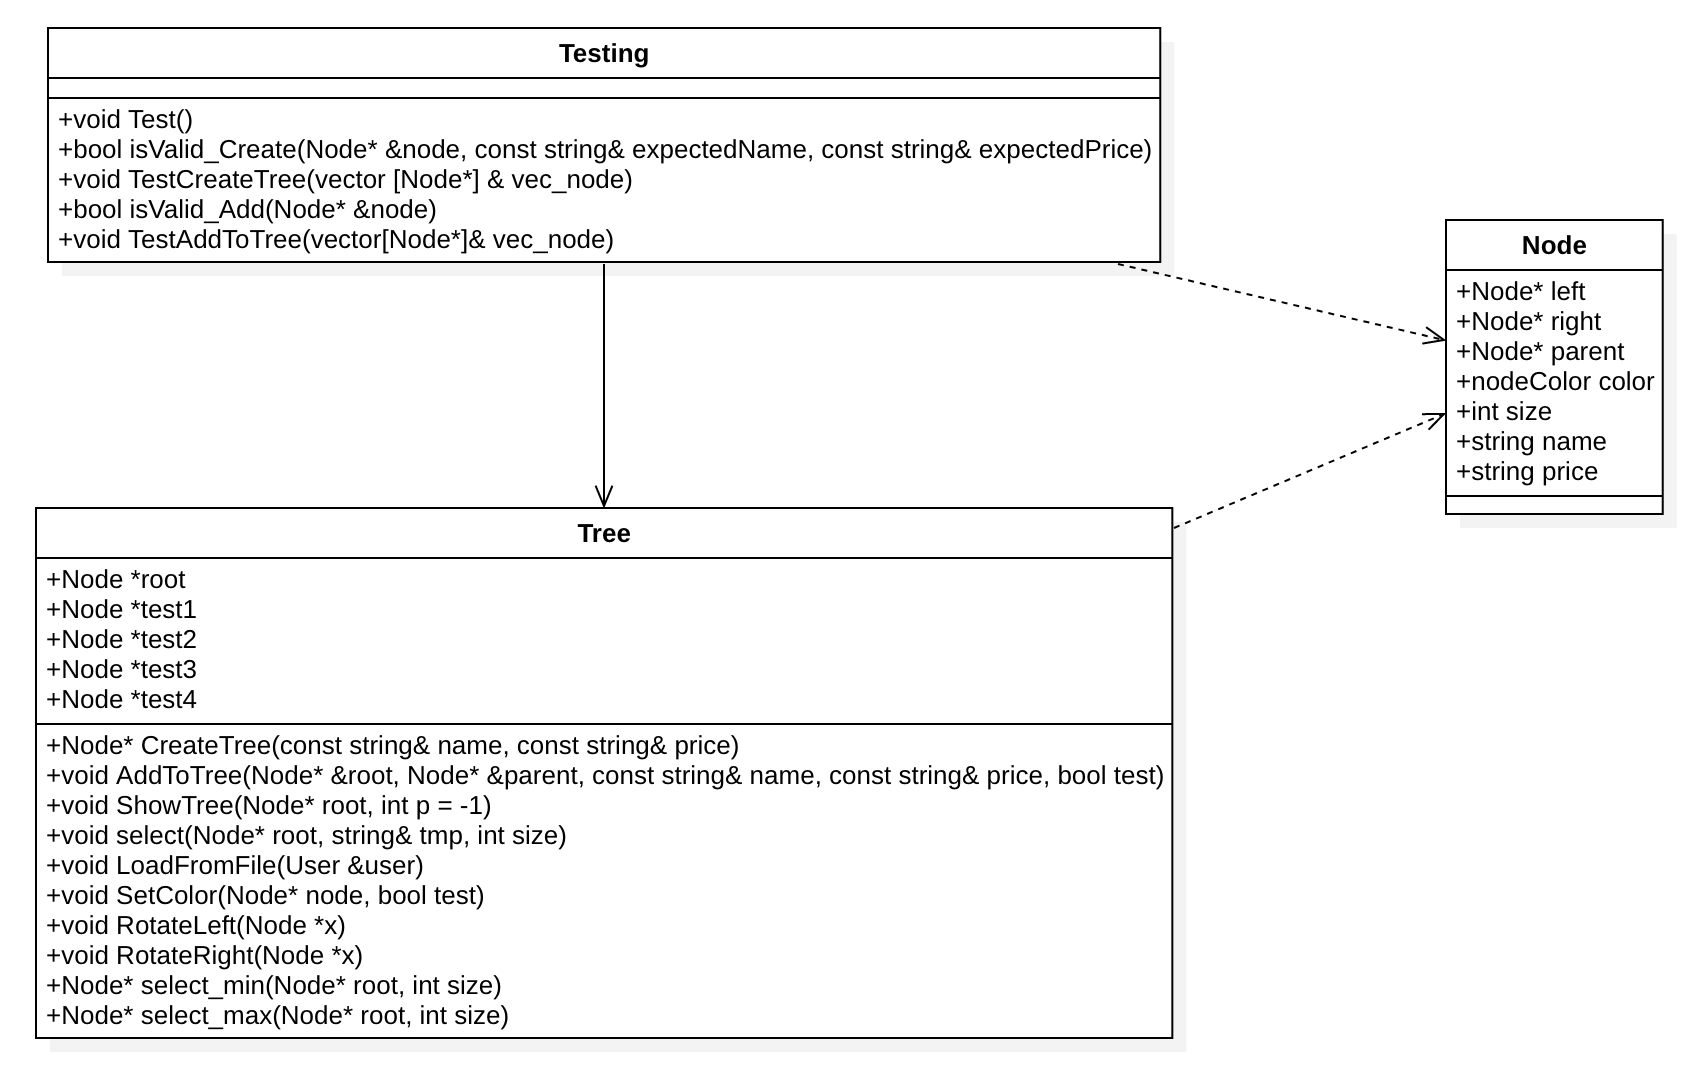 Testing
+void Test()
+bool isValid_Create(Node* &node, const string& expectedName, const string& expectedPrice)
+void TestCreateTree(vector [Node*] & vec_node)
+bool isValid_Add(Node* &node)
+void TestAddToTree(vector[Node*]& vec_node)
Node
+Node* left
+Node* right
+Node* parent
+nodeColor color
+int size
+string name
+string price
Tree
+Node *root
+Node *test1
+Node *test2
+Node *test3
+Node *test4
+Node* CreateTree(const string& name, const string& price)
+void AddToTree(Node* &root, Node* &parent, const string& name, const string& price, bool test)
+void ShowTree(Node* root, int p = -1)
+void select(Node* root, string& tmp, int size)
+void LoadFromFile(User &user)
+void SetColor(Node* node, bool test)
+void RotateLeft(Node *x)
+void RotateRight(Node *x)
+Node* select_min(Node* root, int size)
+Node* select_max(Node* root, int size)